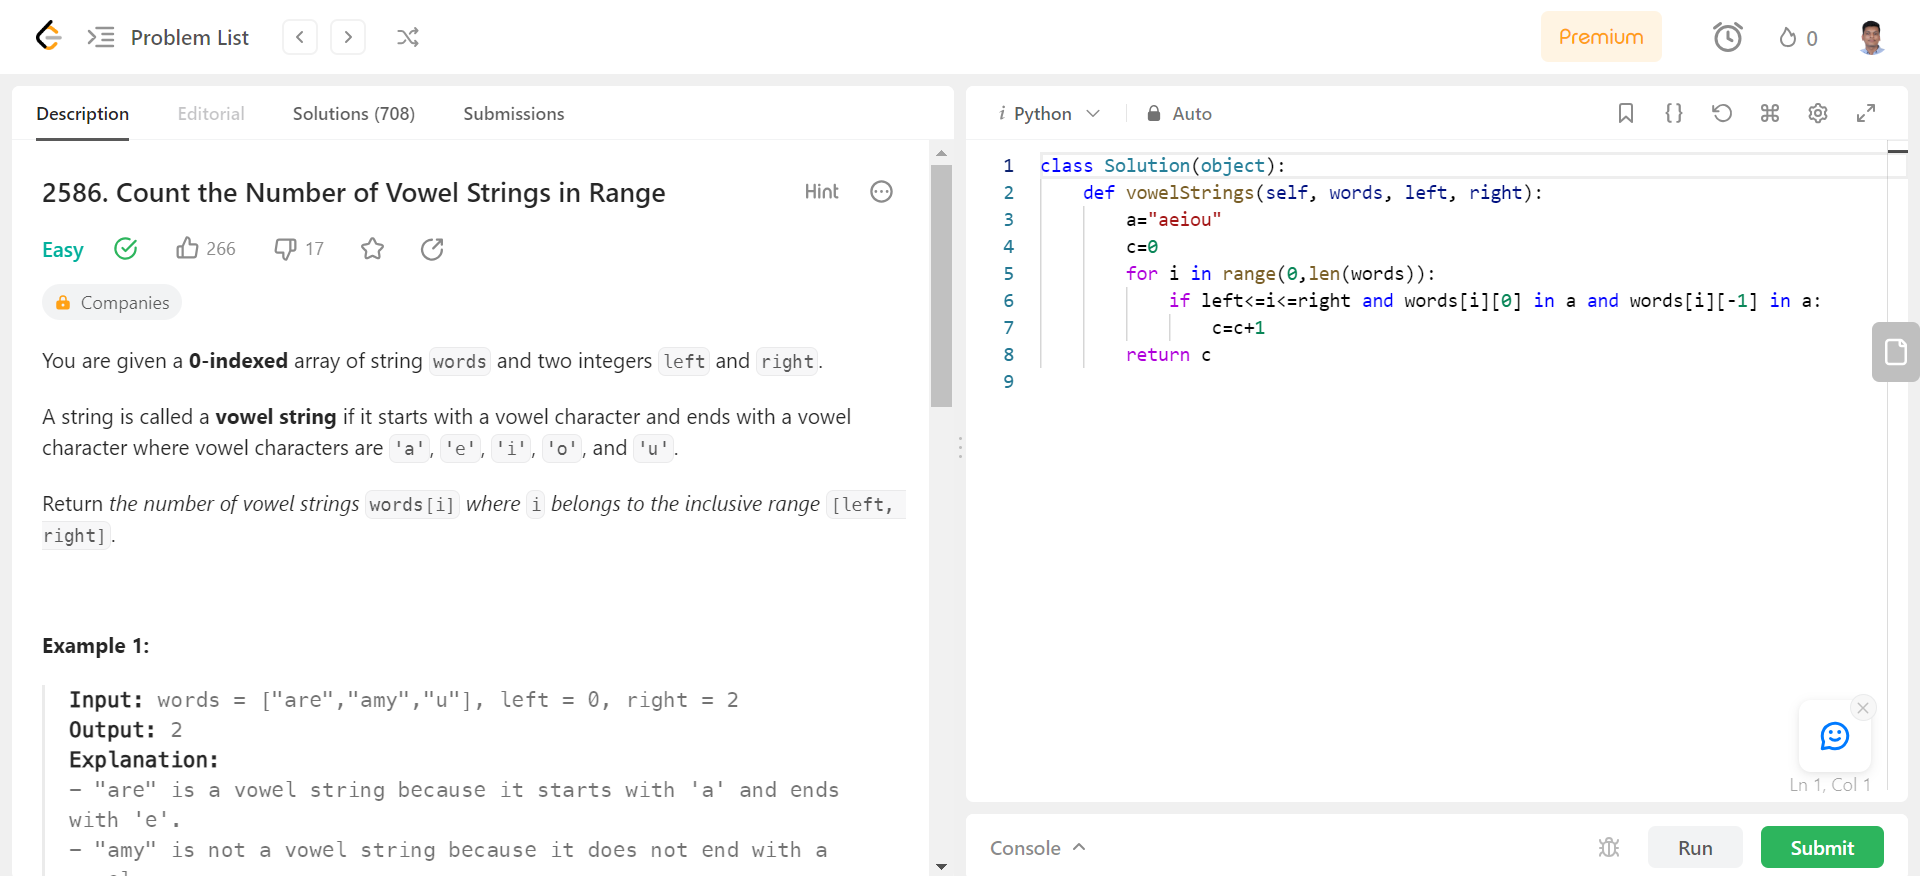 Problem List
Premium
0
Description Editorial Solutions (708) Submissions
2586. Count the Number of Vowel Strings in Range
Hint
Easy 266 17
Companies
You are given a 0-indexed array of string words and two integers left and right.
A string is called a vowel string if it starts with a vowel character and ends with a vowel
character where vowel characters are 'a', 'e', 'i', 'o', and 'u'.
Return the number of vowel strings words[i] where i belongs to the inclusive range [left,
right].
Example 1:
Input: words = ["are","amy","u"], left = 0, right = 2
Output: 2
Explanation:
- "are" is a vowel string because it starts with 'a' and ends
with 'e'.
- "amy" is not a vowel string because it does not end with a
i Python Auto
1 class Solution(object):
2 def vowelStrings(self, words, left, right):
3 a="aeiou"
4 c=0
5 for i in range(0,len(words)):
6 if left<=i<=right and words[i][0] in a and words[i][-1] in a:
7 c=c+1
8 return c
9
Ln 1, Col 1
Console Run Submit